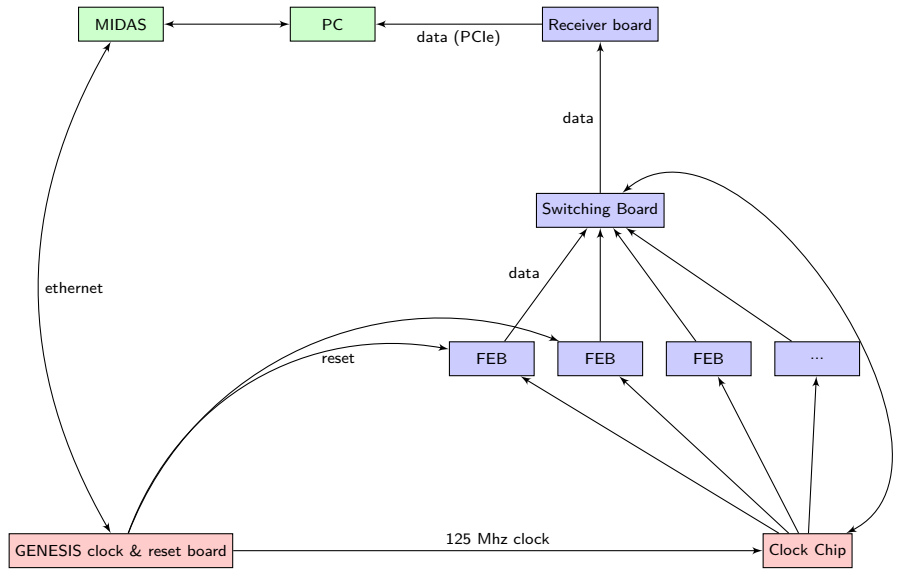 MIDAS
PC
data (PCIe)
Receiver board
data
Switching Board
data
ethernet
reset
FEB
FEB
FEB
...
GENESIS clock & reset board
125 Mhz clock
Clock Chip